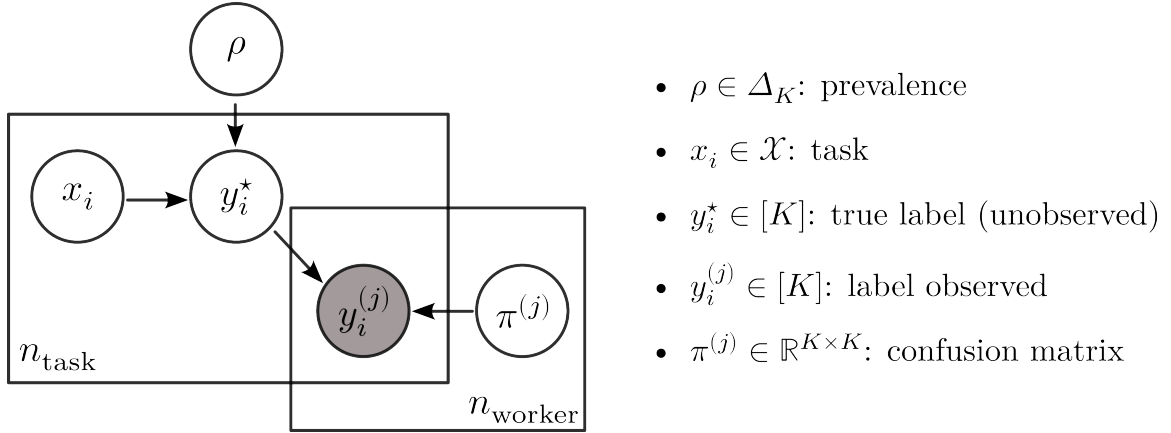 ρ
x_i
y_i^⋆
y_i^{(j)}
π^{(j)}
n_task
n_worker
• ρ ∈ Δ_K: prevalence
• x_i ∈ 𝒳: task
• y_i^⋆ ∈ [K]: true label (unobserved)
• y_i^{(j)} ∈ [K]: label observed
• π^{(j)} ∈ ℝ^{K×K}: confusion matrix